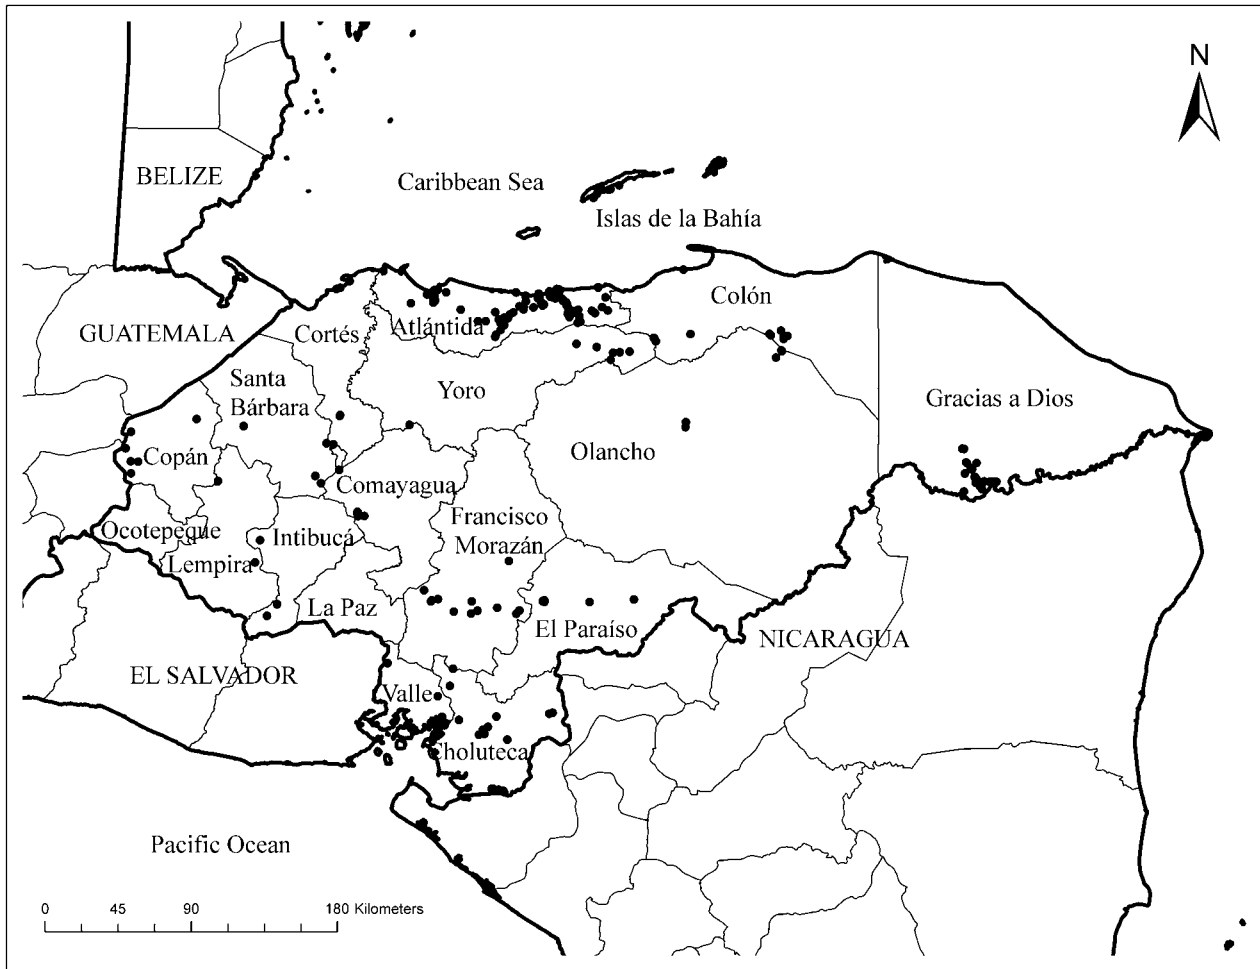 N
BELIZE
Caribbean Sea
Islas de la Bahía
Colón
GUATEMALA
Cortés
Atlántida
Santa
Bárbara
Yoro
Gracias a Dios
Copán
Olancho
Comayagua
Ocotepeque
Intibucá
Francisco
Morazán
Lempira
La Paz
El Paraíso
NICARAGUA
EL SALVADOR
Valle
Choluteca
Pacific Ocean
0 45 90 180 Kilometers